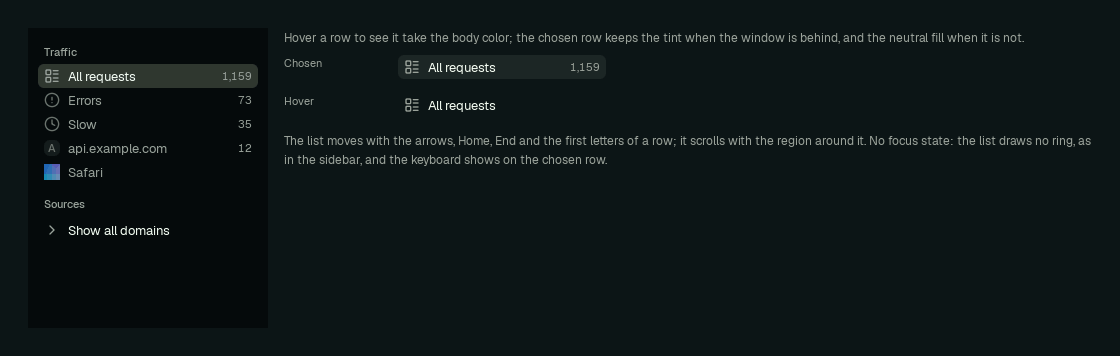 Traffic
All requests 1,159
Errors 73
Slow 35
A api.example.com 12
Safari
Sources
Show all domains
Hover a row to see it take the body color; the chosen row keeps the tint when the window is behind, and the neutral fill when it is not.
Chosen All requests 1,159
Hover All requests
The list moves with the arrows, Home, End and the first letters of a row; it scrolls with the region around it. No focus state: the list draws no ring, as
in the sidebar, and the keyboard shows on the chosen row.